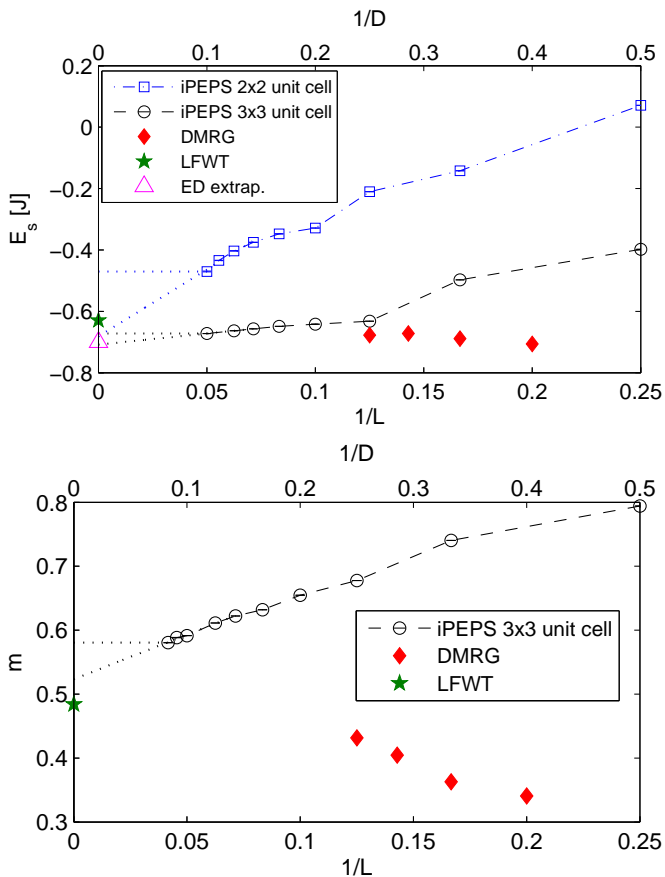 1/D
0 0.1 0.2 0.3 0.4 0.5
0.2
0
−0.2
−0.4
−0.6
−0.8
E_s [J]
iPEPS 2x2 unit cell
iPEPS 3x3 unit cell
DMRG
LFWT
ED extrap.
0 0.05 0.1 0.15 0.2 0.25
1/L
1/D
0 0.1 0.2 0.3 0.4 0.5
0.8
0.7
0.6
0.5
0.4
0.3
m
iPEPS 3x3 unit cell
DMRG
LFWT
0 0.05 0.1 0.15 0.2 0.25
1/L